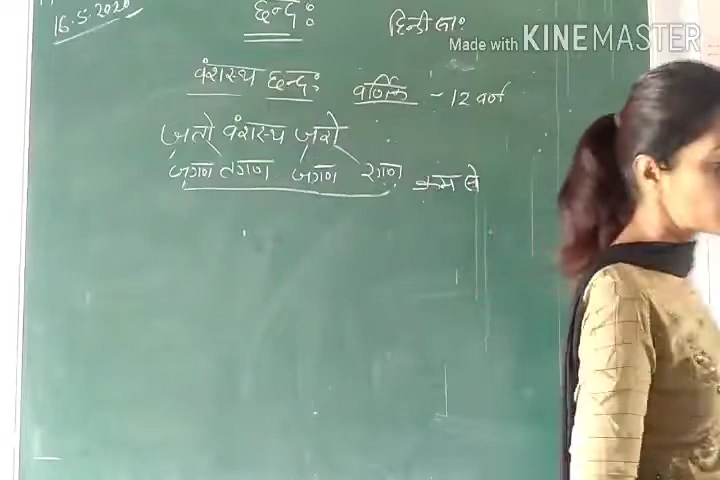 16.5.2020
छन्दः
हिन्दी
Made with KINEMASTER
वंशस्थ छन्दः वर्णिक - 12 वर्ण
जतो वंशस्थ जरो
जगण तगण जगण रगण क्रम से